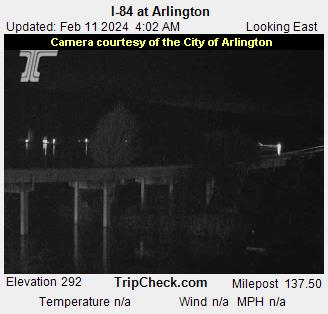 I-84 at Arlington
Updated: Feb 11 2024 4:02 AM Looking East
Camera courtesy of the City of Arlington
Elevation 292 TripCheck.com Milepost 137.50
Temperature n/a Wind n/a MPH n/a